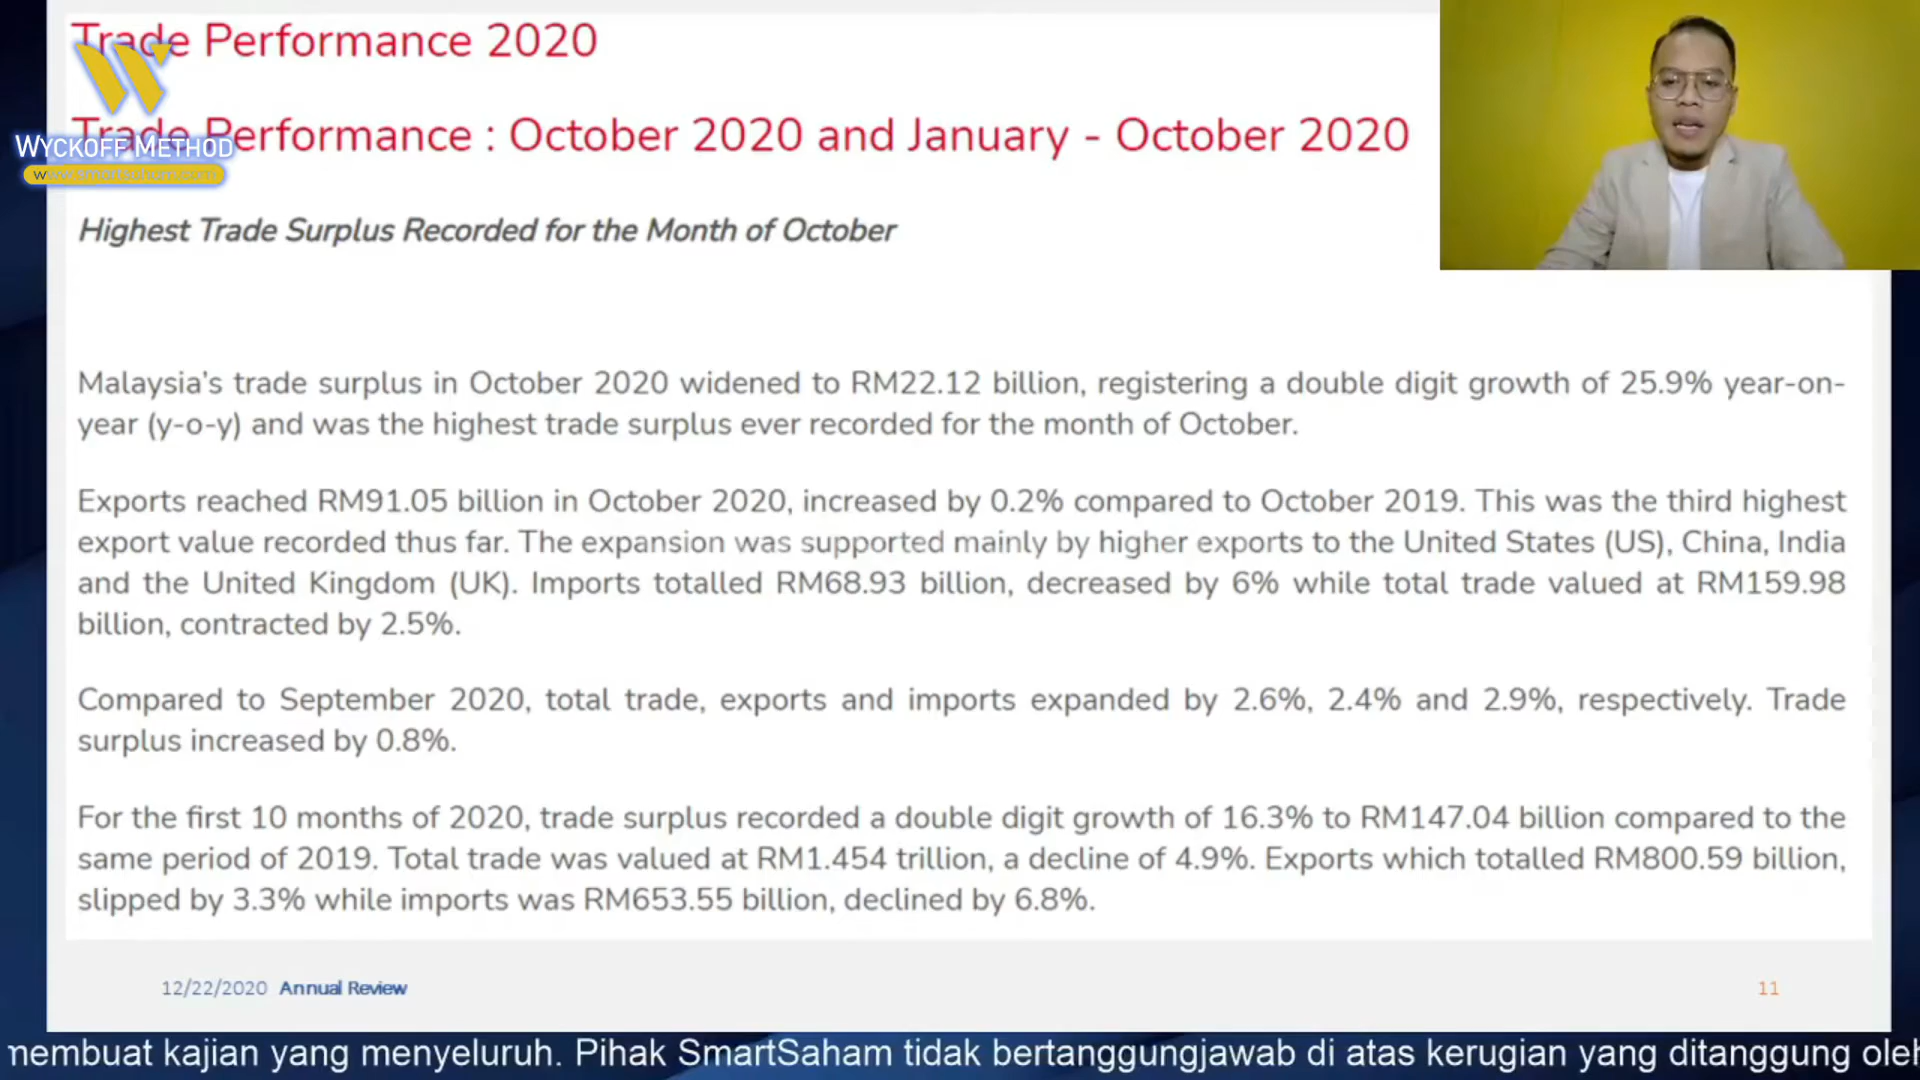 Trade Performance 2020
Trade Performance : October 2020 and January - October 2020
WYCKOFF METHOD
www.smartsaham.com
Highest Trade Surplus Recorded for the Month of October
Malaysia's trade surplus in October 2020 widened to RM22.12 billion, registering a double digit growth of 25.9% year-on-
year (y-o-y) and was the highest trade surplus ever recorded for the month of October.
Exports reached RM91.05 billion in October 2020, increased by 0.2% compared to October 2019. This was the third highest
export value recorded thus far. The expansion was supported mainly by higher exports to the United States (US), China, India
and the United Kingdom (UK). Imports totalled RM68.93 billion, decreased by 6% while total trade valued at RM159.98
billion, contracted by 2.5%.
Compared to September 2020, total trade, exports and imports expanded by 2.6%, 2.4% and 2.9%, respectively. Trade
surplus increased by 0.8%.
For the first 10 months of 2020, trade surplus recorded a double digit growth of 16.3% to RM147.04 billion compared to the
same period of 2019. Total trade was valued at RM1.454 trillion, a decline of 4.9%. Exports which totalled RM800.59 billion,
slipped by 3.3% while imports was RM653.55 billion, declined by 6.8%.
12/22/2020 Annual Review
11
membuat kajian yang menyeluruh. Pihak SmartSaham tidak bertanggungjawab di atas kerugian yang ditanggung oleh